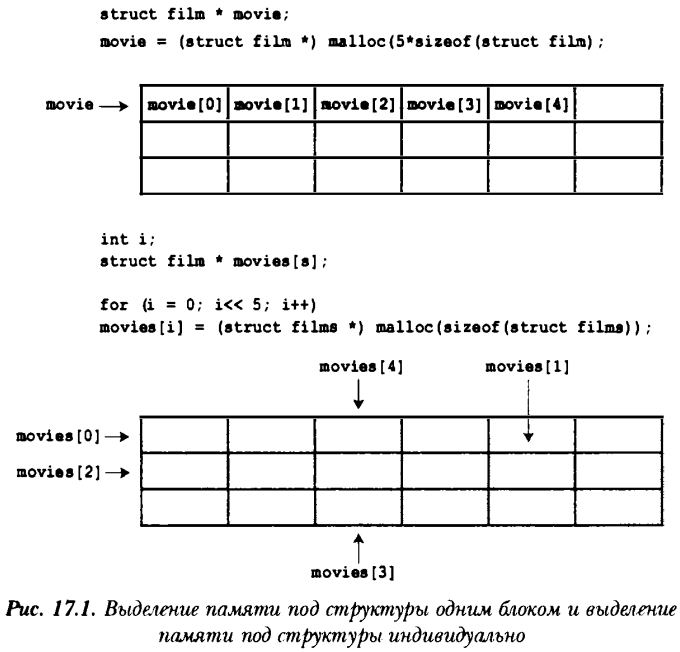 struct film * movie;
movie = (struct film *) malloc(5*sizeof(struct film);
movie movie[0] movie[1] movie[2] movie[3] movie[4]
int i;
struct film * movies[s];
for (i = 0; i<< 5; i++)
movies[i] = (struct films *) malloc(sizeof(struct films));
movies[4] movies[1]
movies[0]
movies[2]
movies[3]
Рис. 17.1. Выделение памяти под структуры одним блоком и выделение
памяти под структуры индивидуально